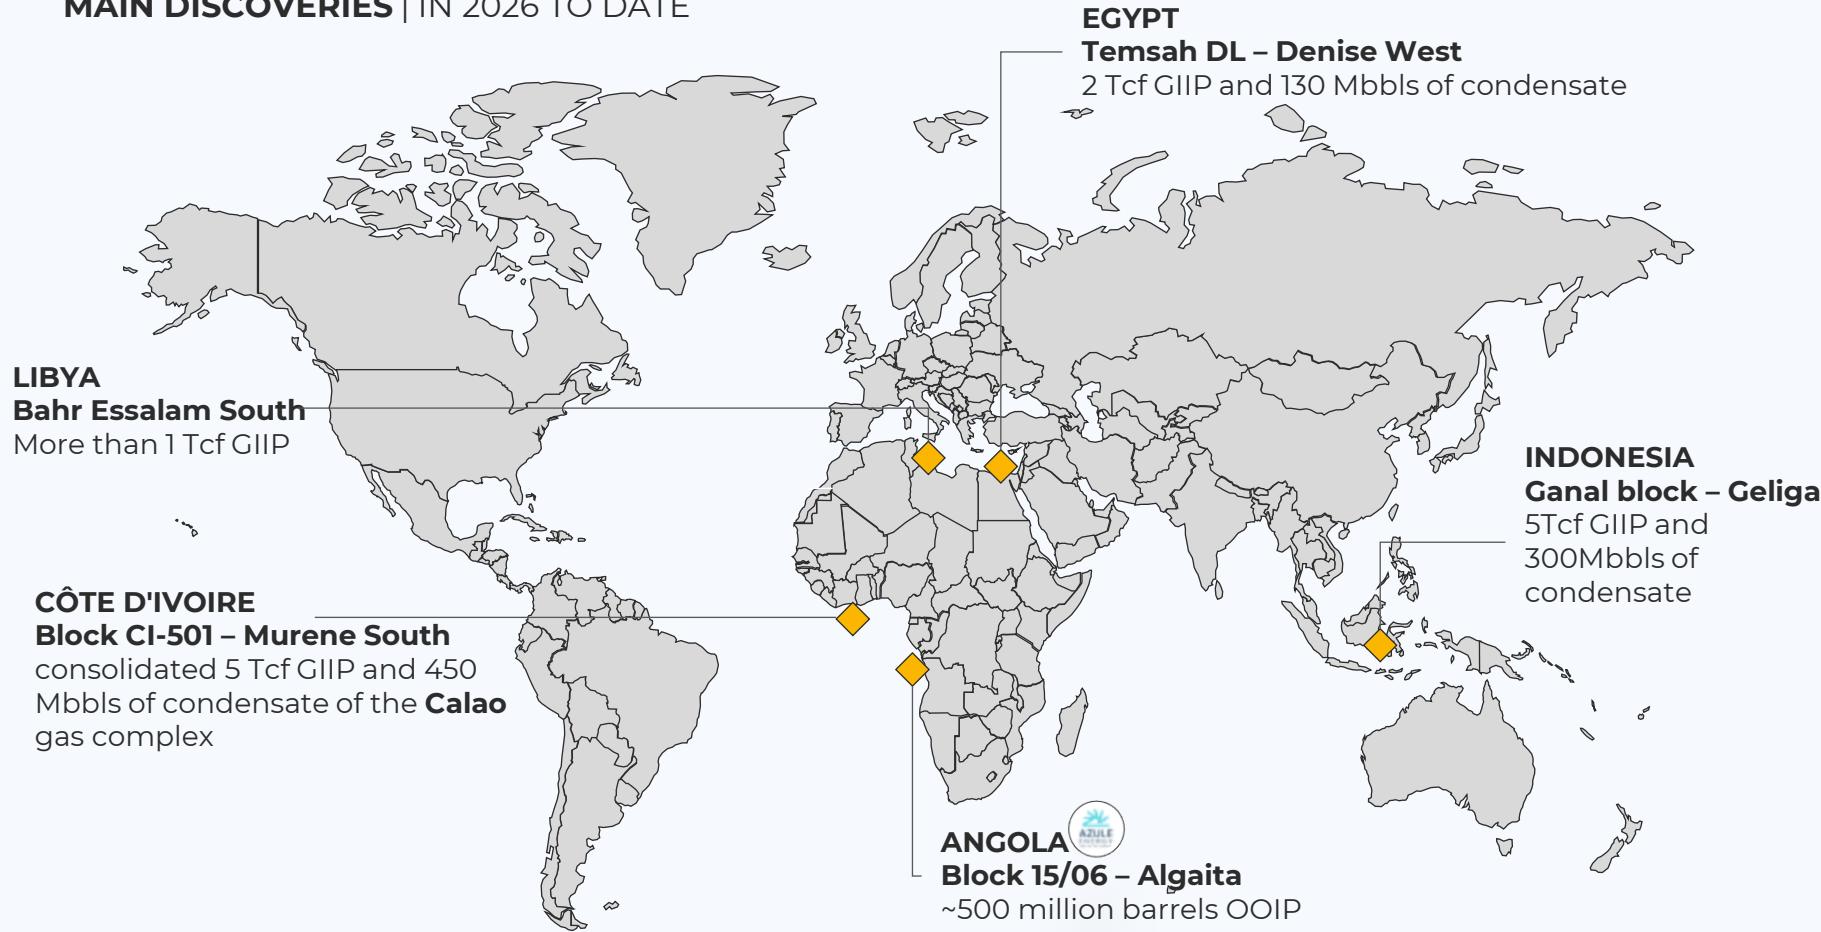 MAIN DISCOVERIES | IN 2026 TO DATE
EGYPT
Temsah DL – Denise West
2 Tcf GIIP and 130 Mbbls of condensate
LIBYA
Bahr Essalam South
More than 1 Tcf GIIP
INDONESIA
Ganal block – Geliga
5Tcf GIIP and
300Mbbls of
condensate
CÔTE D'IVOIRE
Block CI-501 – Murene South
consolidated 5 Tcf GIIP and 450
Mbbls of condensate of the Calao
gas complex
AZULE
ENERGY
ANGOLA
Block 15/06 – Algaita
~500 million barrels OOIP